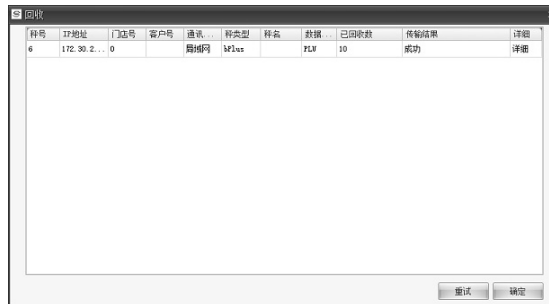 S 回收
秤号 IP地址 门店号 客户号 通讯... 秤类型 秤名 数据... 已回收数 传输结果 详细
6 172.30.2... 0 局域网 bPlus PLU 10 成功 详细
重试 确定